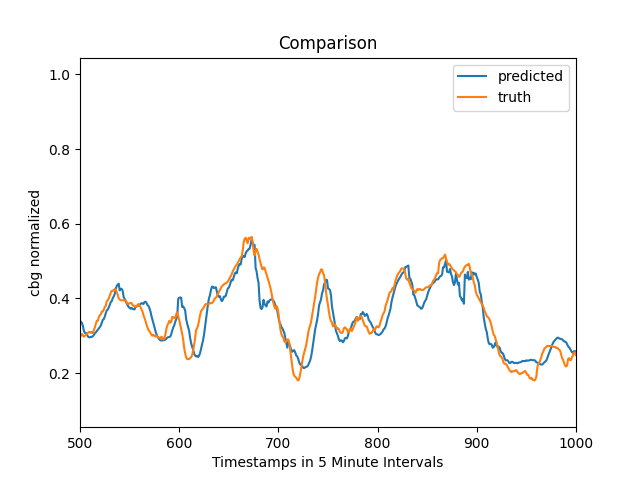 Comparison
predicted
truth
cbg normalized
1.0
0.8
0.6
0.4
0.2
500 600 700 800 900 1000
Timestamps in 5 Minute Intervals